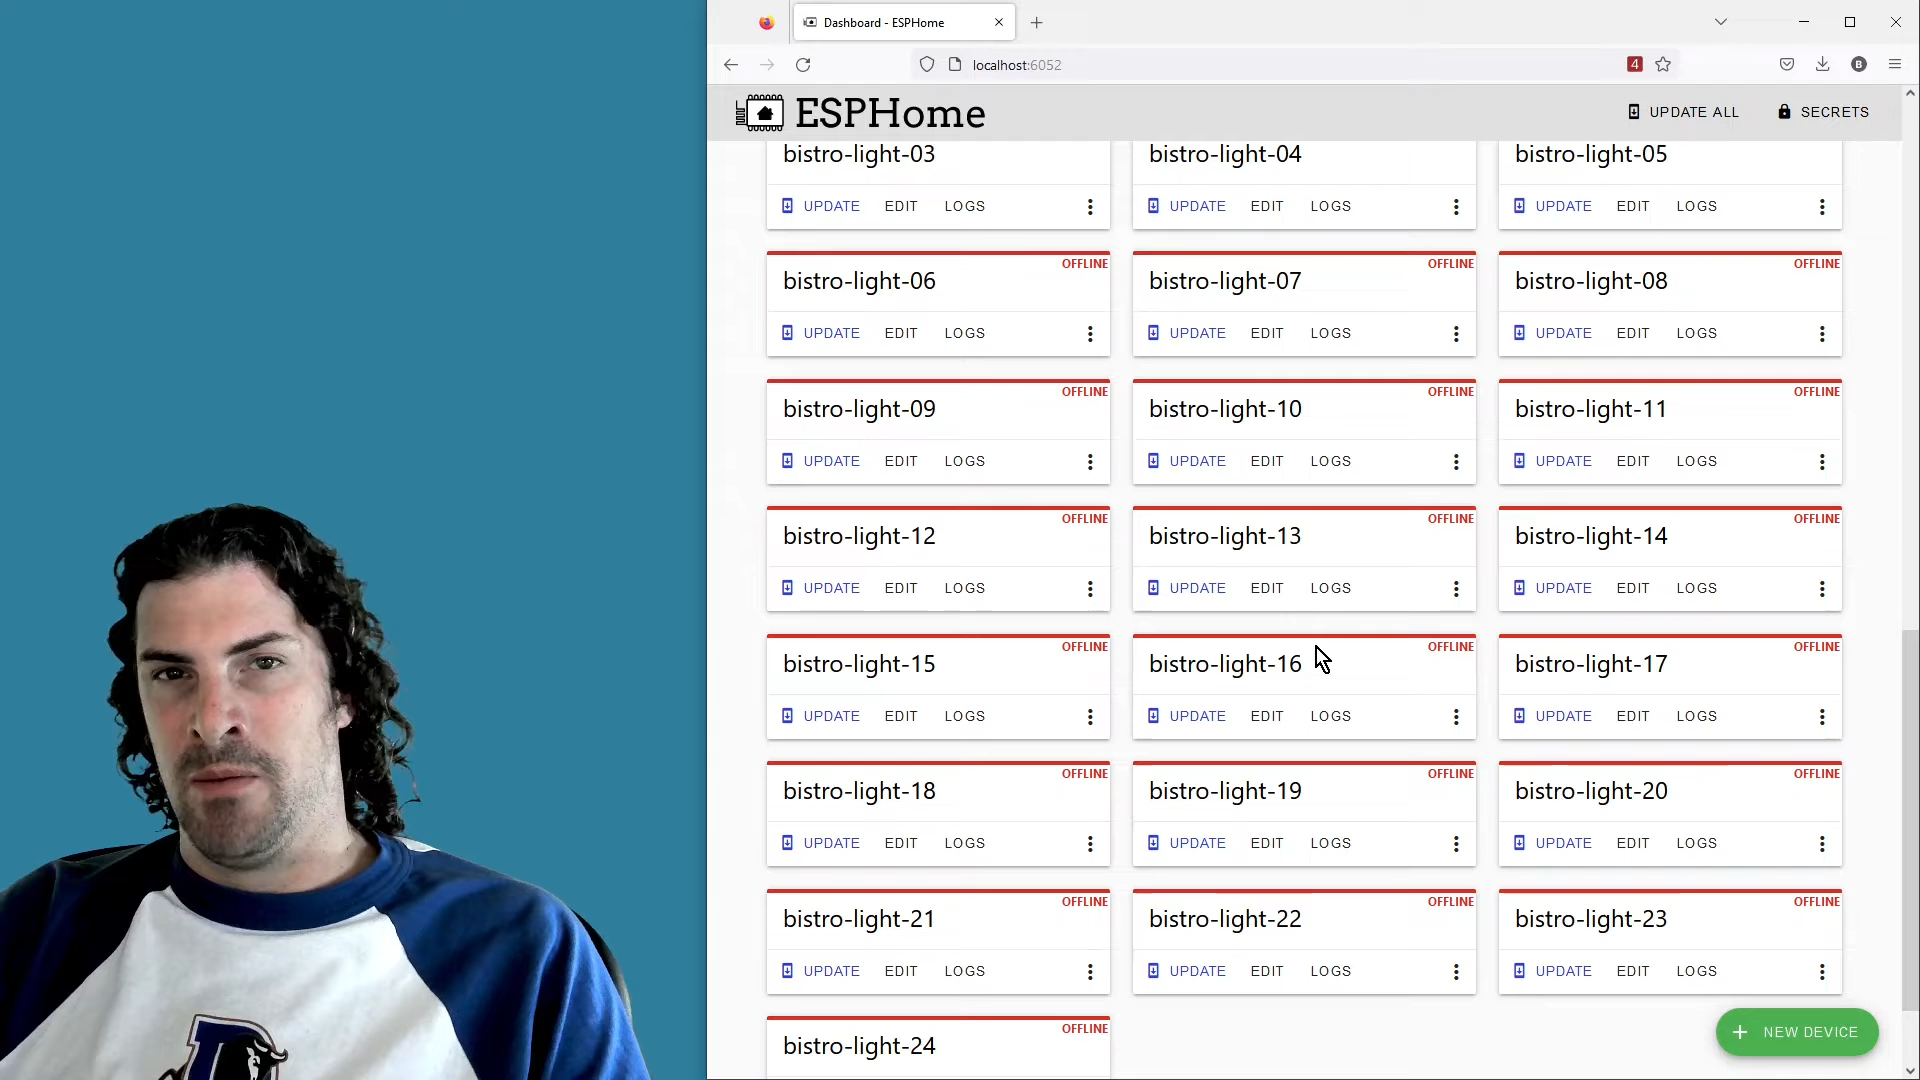 Dashboard - ESPHome
localhost:6052
4
B
ESPHome
UPDATE ALL
SECRETS
bistro-light-03
bistro-light-04
bistro-light-05
UPDATE EDIT LOGS
UPDATE EDIT LOGS
UPDATE EDIT LOGS
OFFLINE
OFFLINE
OFFLINE
bistro-light-06
bistro-light-07
bistro-light-08
UPDATE EDIT LOGS
UPDATE EDIT LOGS
UPDATE EDIT LOGS
OFFLINE
OFFLINE
OFFLINE
bistro-light-09
bistro-light-10
bistro-light-11
UPDATE EDIT LOGS
UPDATE EDIT LOGS
UPDATE EDIT LOGS
OFFLINE
OFFLINE
OFFLINE
bistro-light-12
bistro-light-13
bistro-light-14
UPDATE EDIT LOGS
UPDATE EDIT LOGS
UPDATE EDIT LOGS
OFFLINE
OFFLINE
OFFLINE
bistro-light-15
bistro-light-16
bistro-light-17
UPDATE EDIT LOGS
UPDATE EDIT LOGS
UPDATE EDIT LOGS
OFFLINE
OFFLINE
OFFLINE
bistro-light-18
bistro-light-19
bistro-light-20
UPDATE EDIT LOGS
UPDATE EDIT LOGS
UPDATE EDIT LOGS
OFFLINE
OFFLINE
OFFLINE
bistro-light-21
bistro-light-22
bistro-light-23
UPDATE EDIT LOGS
UPDATE EDIT LOGS
UPDATE EDIT LOGS
OFFLINE
bistro-light-24
NEW DEVICE
D